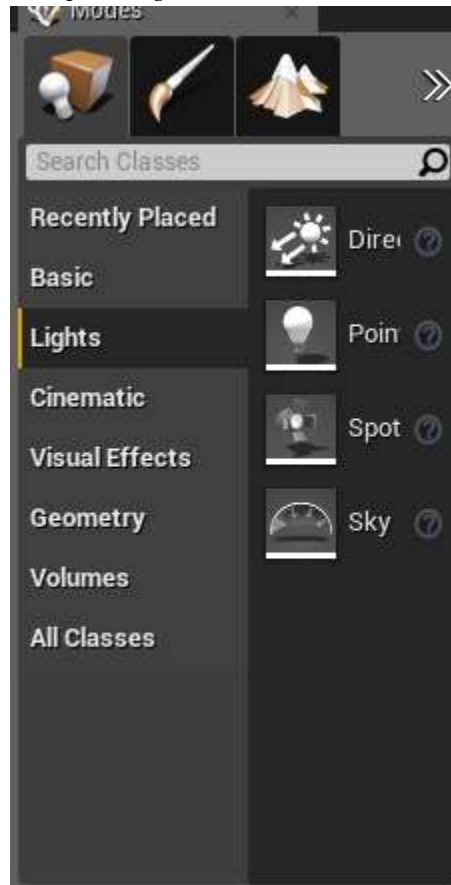 Modes
Search Classes
Recently Placed
Basic
Lights
Cinematic
Visual Effects
Geometry
Volumes
All Classes
Direc
Poin
Spot
Sky